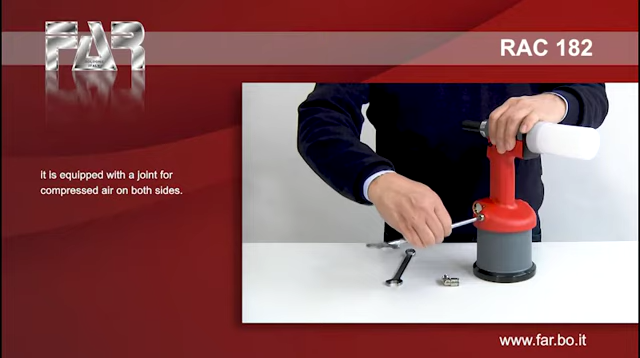 FAR
RAC 182
it is equipped with a joint for
compressed air on both sides.
www.far.bo.it